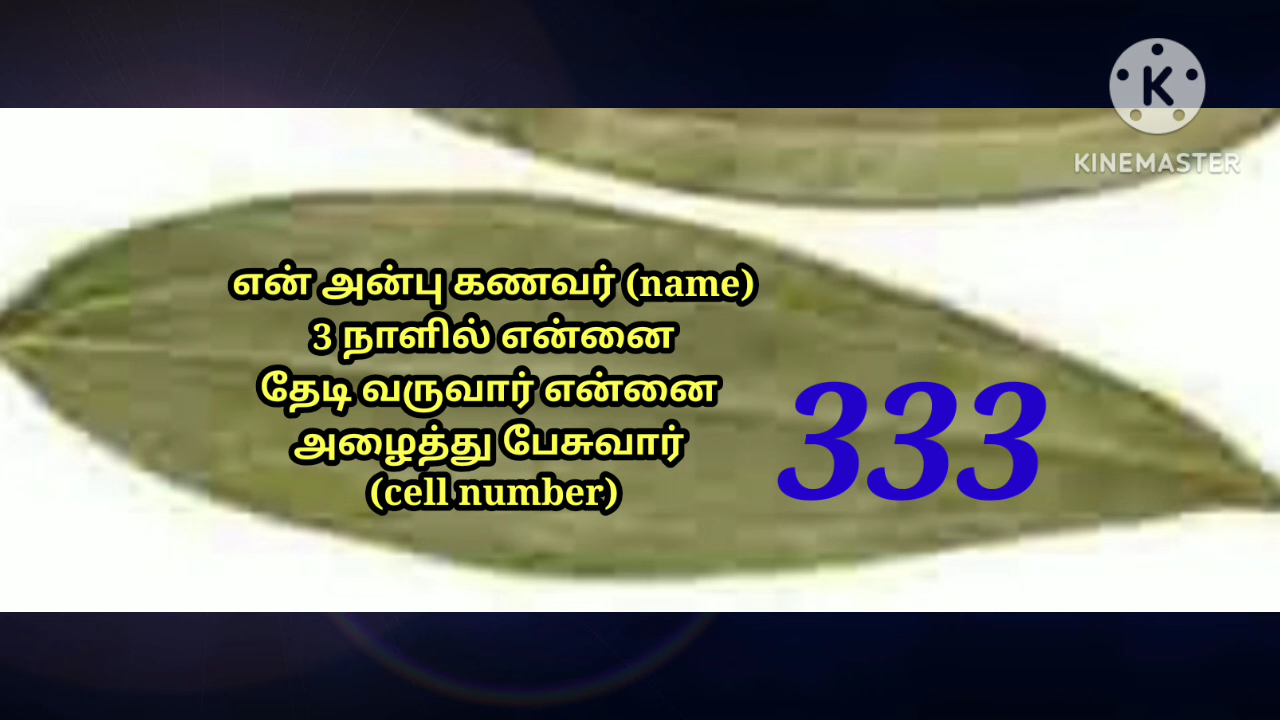 K
KINEMASTER
என் அன்பு கணவர் (name)
3 நாளில் என்னை
தேடி வருவார் என்னை
அழைத்து பேசுவார்
(cell number)
333